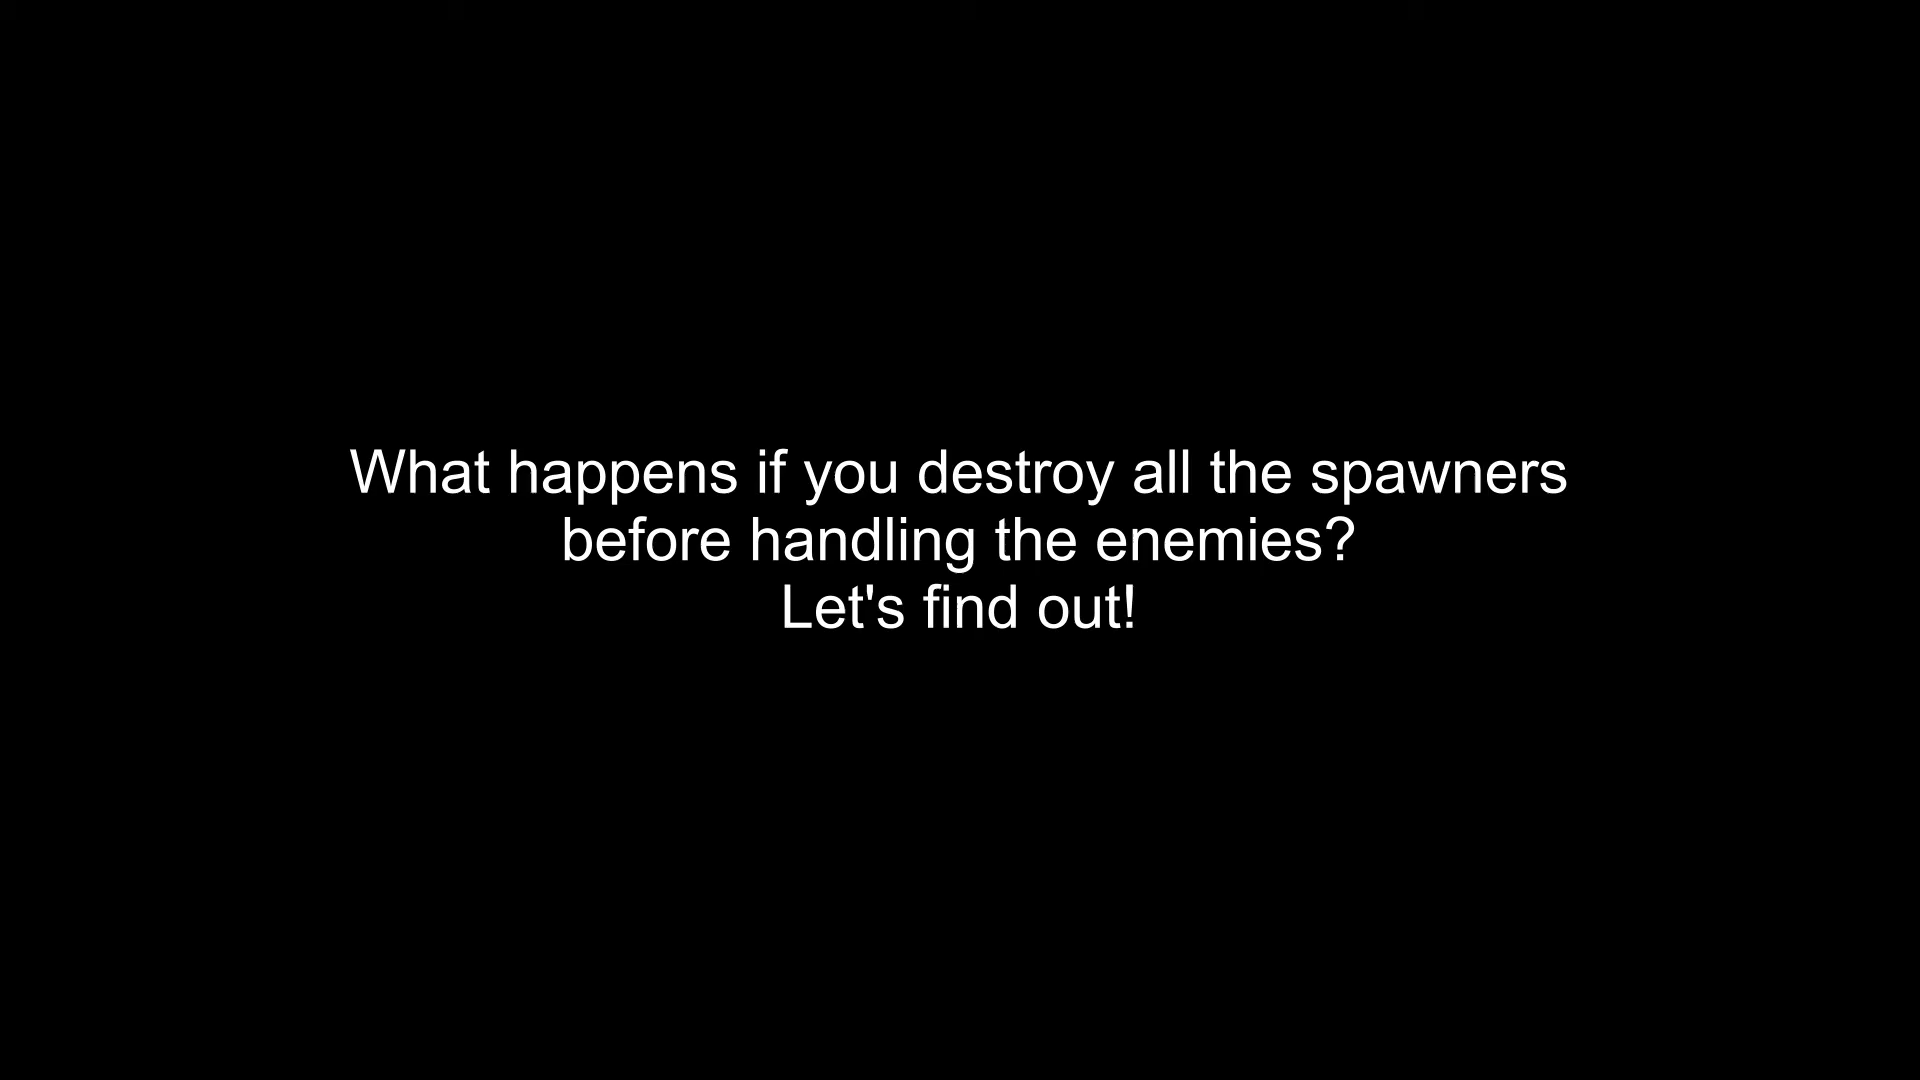 What happens if you destroy all the spawners
before handling the enemies?
Let's find out!